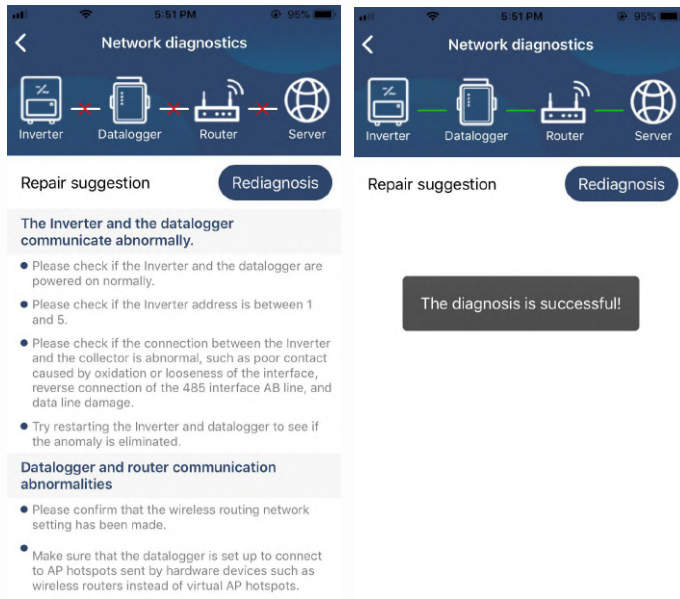 5:51 PM
95%
Network diagnostics
Inverter
Datalogger
Router
Server
Repair suggestion
Rediagnosis
The Inverter and the datalogger
communicate abnormally.
Please check if the Inverter and the datalogger are
powered on normally.
Please check if the Inverter address is between 1
and 5.
Please check if the connection between the Inverter
and the collector is abnormal, such as poor contact
caused by oxidation or looseness of the interface,
reverse connection of the 485 interface AB line, and
data line damage.
Try restarting the Inverter and datalogger to see if
the anomaly is eliminated.
Datalogger and router communication
abnormalities
Please confirm that the wireless routing network
setting has been made.
Make sure that the datalogger is set up to connect
to AP hotspots sent by hardware devices such as
wireless routers instead of virtual AP hotspots.
5:51 PM
95%
Network diagnostics
Inverter
Datalogger
Router
Server
Repair suggestion
Rediagnosis
The diagnosis is successful!